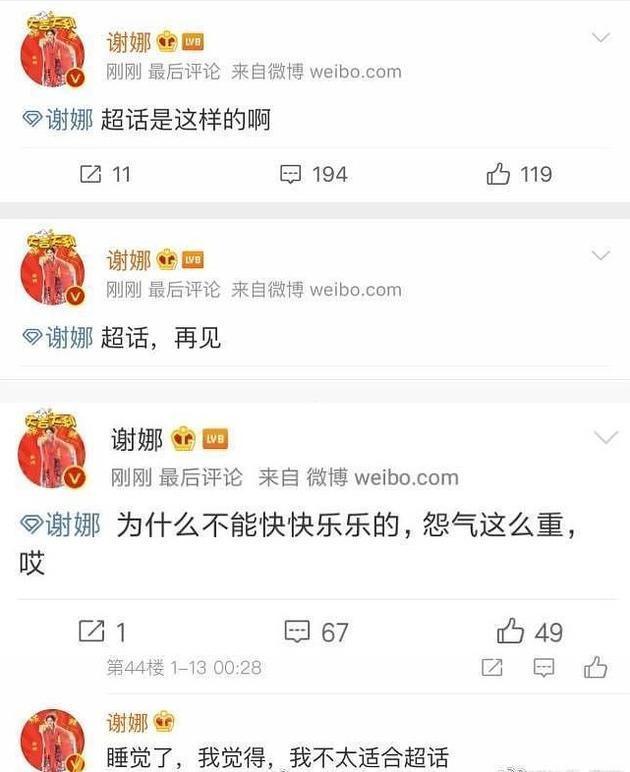 谢娜 LV8
刚刚 最后评论 来自微博 weibo.com
谢娜 超话是这样的啊
11 194 119
谢娜 LV8
刚刚 最后评论 来自微博 weibo.com
谢娜 超话，再见
谢娜 LV8
刚刚 最后评论 来自 微博 weibo.com
谢娜 为什么不能快快乐乐的，怨气这么重，
哎
1 67 49
第44楼 1-13 00:28
谢娜
睡觉了，我觉得，我不太适合超话